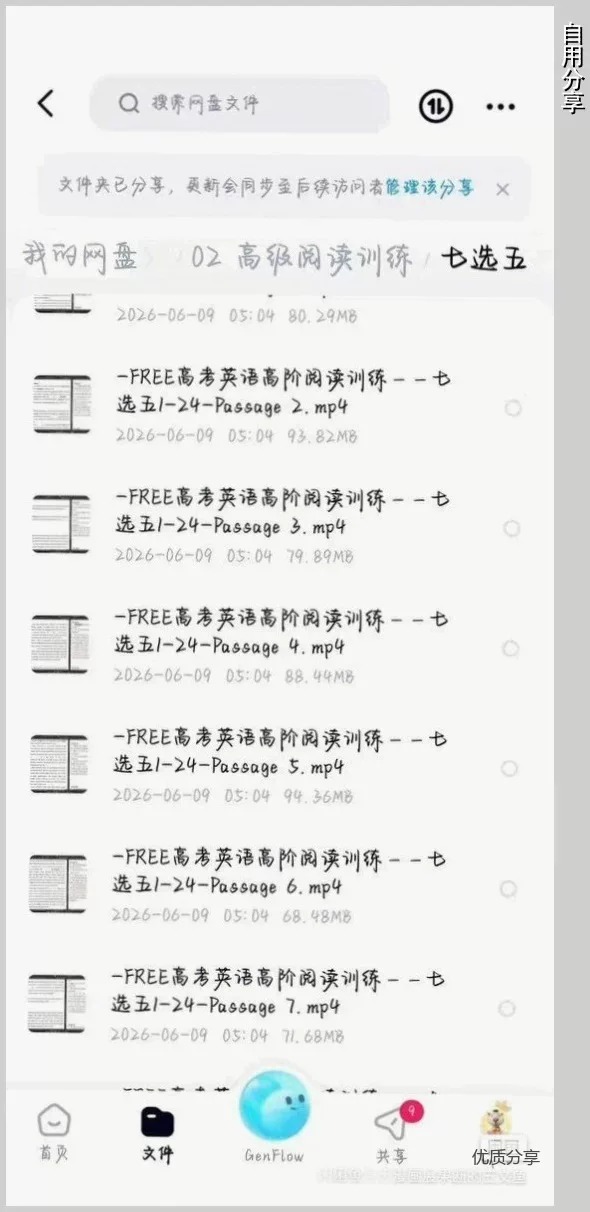 自用分享
搜索网盘文件
文件夹已分享，更新会同步至后续访问者管理该分享
我的网盘 02 高级阅读训练 / 七选五
2026-06-09 05:04 80.29MB
-FREE高考英语高阶阅读训练--七
选五1-24-Passage 2.mp4
2026-06-09 05:04 93.82MB
-FREE高考英语高阶阅读训练--七
选五1-24-Passage 3.mp4
2026-06-09 05:04 79.89MB
-FREE高考英语高阶阅读训练--七
选五1-24-Passage 4.mp4
2026-06-09 05:04 88.44MB
-FREE高考英语高阶阅读训练--七
选五1-24-Passage 5.mp4
2026-06-09 05:04 94.36MB
-FREE高考英语高阶阅读训练--七
选五1-24-Passage 6.mp4
2026-06-09 05:04 68.48MB
-FREE高考英语高阶阅读训练--七
选五1-24-Passage 7.mp4
2026-06-09 05:04 71.68MB
9
首页 文件 GenFlow 共享
优质分享